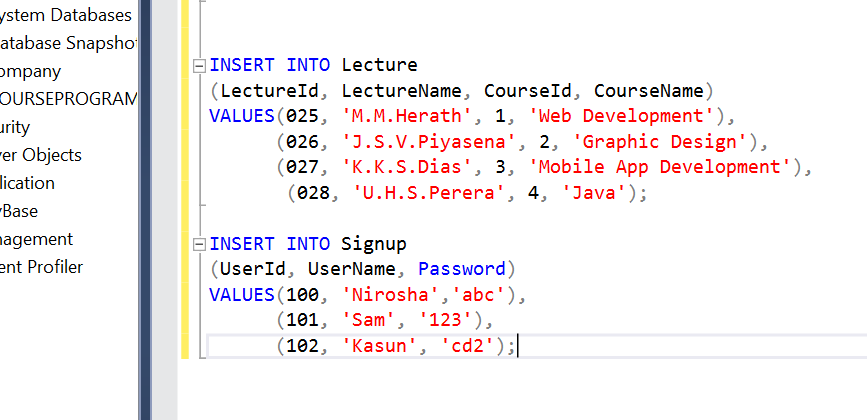 ystem Databases
atabase Snapshot
ompany
OURSEPROGRAM
urity
ver Objects
lication
yBase
nagement
ent Profiler
INSERT INTO Lecture
(LectureId, LectureName, CourseId, CourseName)
VALUES(025, 'M.M.Herath', 1, 'Web Development'),
(026, 'J.S.V.Piyasena', 2, 'Graphic Design'),
(027, 'K.K.S.Dias', 3, 'Mobile App Development'),
(028, 'U.H.S.Perera', 4, 'Java');
INSERT INTO Signup
(UserId, UserName, Password)
VALUES(100, 'Nirosha','abc'),
(101, 'Sam', '123'),
(102, 'Kasun', 'cd2');